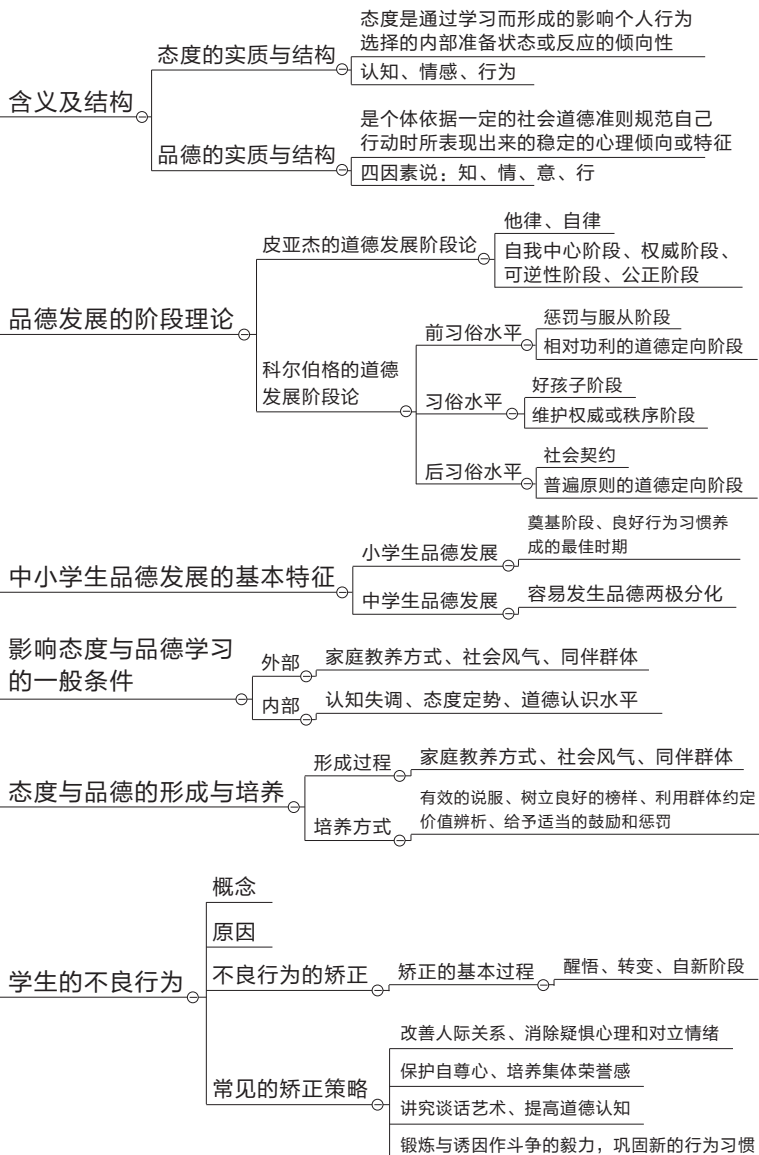 含义及结构
态度的实质与结构
态度是通过学习而形成的影响个人行为
选择的内部准备状态或反应的倾向性
认知、情感、行为
品德的实质与结构
是个体依据一定的社会道德准则规范自己
行动时所表现出来的稳定的心理倾向或特征
四因素说：知、情、意、行
品德发展的阶段理论
皮亚杰的道德发展阶段论
他律、自律
自我中心阶段、权威阶段、
可逆性阶段、公正阶段
科尔伯格的道德
发展阶段论
前习俗水平
惩罚与服从阶段
相对功利的道德定向阶段
习俗水平
好孩子阶段
维护权威或秩序阶段
后习俗水平
社会契约
普遍原则的道德定向阶段
中小学生品德发展的基本特征
小学生品德发展
奠基阶段、良好行为习惯养
成的最佳时期
中学生品德发展
容易发生品德两极分化
影响态度与品德学习
的一般条件
外部
家庭教养方式、社会风气、同伴群体
内部
认知失调、态度定势、道德认识水平
态度与品德的形成与培养
形成过程
家庭教养方式、社会风气、同伴群体
培养方式
有效的说服、树立良好的榜样、利用群体约定
价值辨析、给予适当的鼓励和惩罚
学生的不良行为
概念
原因
不良行为的矫正
矫正的基本过程
醒悟、转变、自新阶段
常见的矫正策略
改善人际关系、消除疑惧心理和对立情绪
保护自尊心、培养集体荣誉感
讲究谈话艺术、提高道德认知
锻炼与诱因作斗争的毅力，巩固新的行为习惯